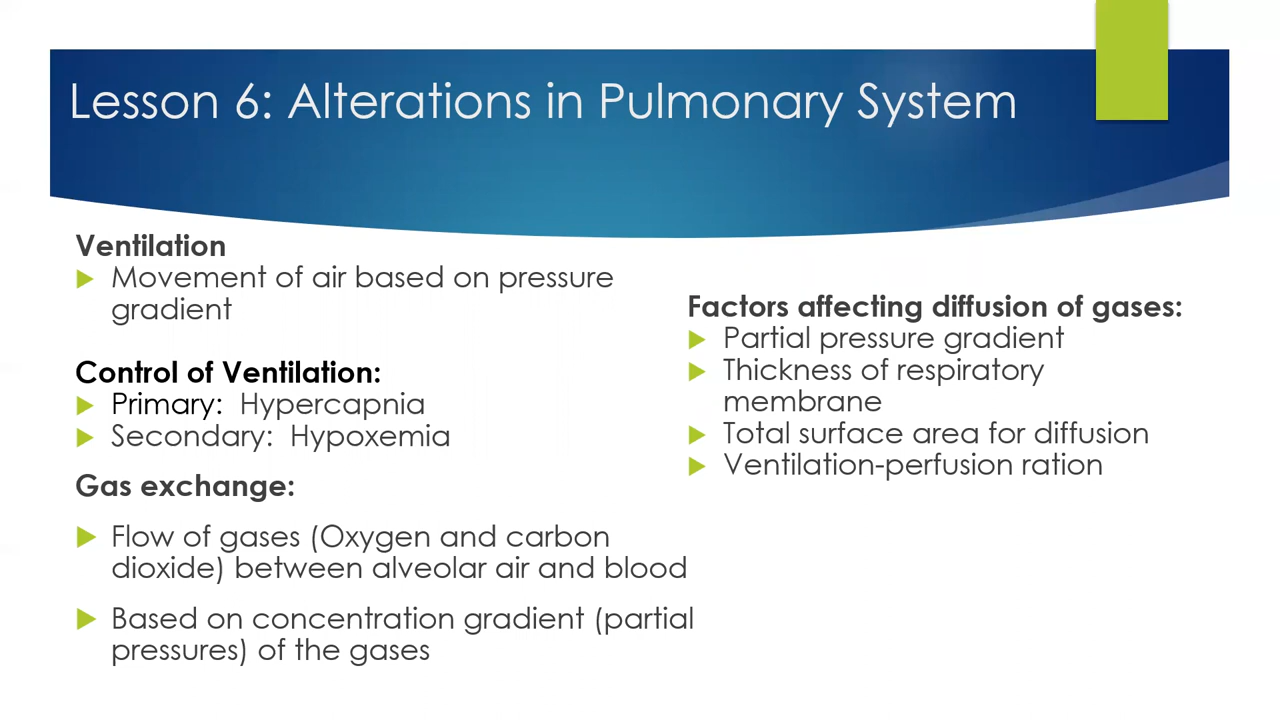 Lesson 6: Alterations in Pulmonary System
Ventilation
Movement of air based on pressure
gradient
Control of Ventilation:
Primary:  Hypercapnia
Secondary:  Hypoxemia
Gas exchange:
Flow of gases (Oxygen and carbon
dioxide) between alveolar air and blood
Based on concentration gradient (partial
pressures) of the gases
Factors affecting diffusion of gases:
Partial pressure gradient
Thickness of respiratory
membrane
Total surface area for diffusion
Ventilation-perfusion ration